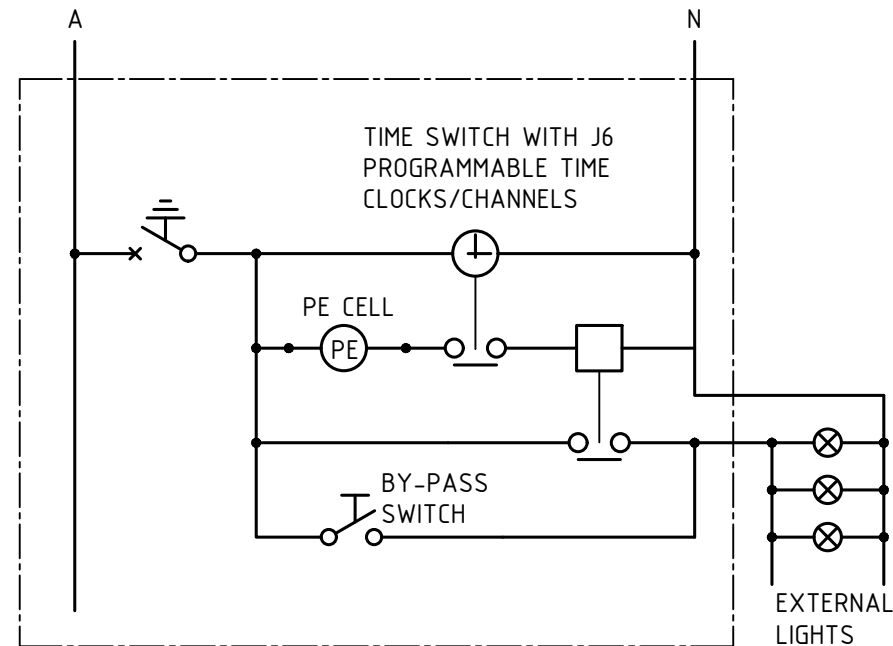 A
N
TIME SWITCH WITH J6
PROGRAMMABLE TIME
CLOCKS/CHANNELS
PE CELL
PE
BY-PASS
SWITCH
EXTERNAL
LIGHTS